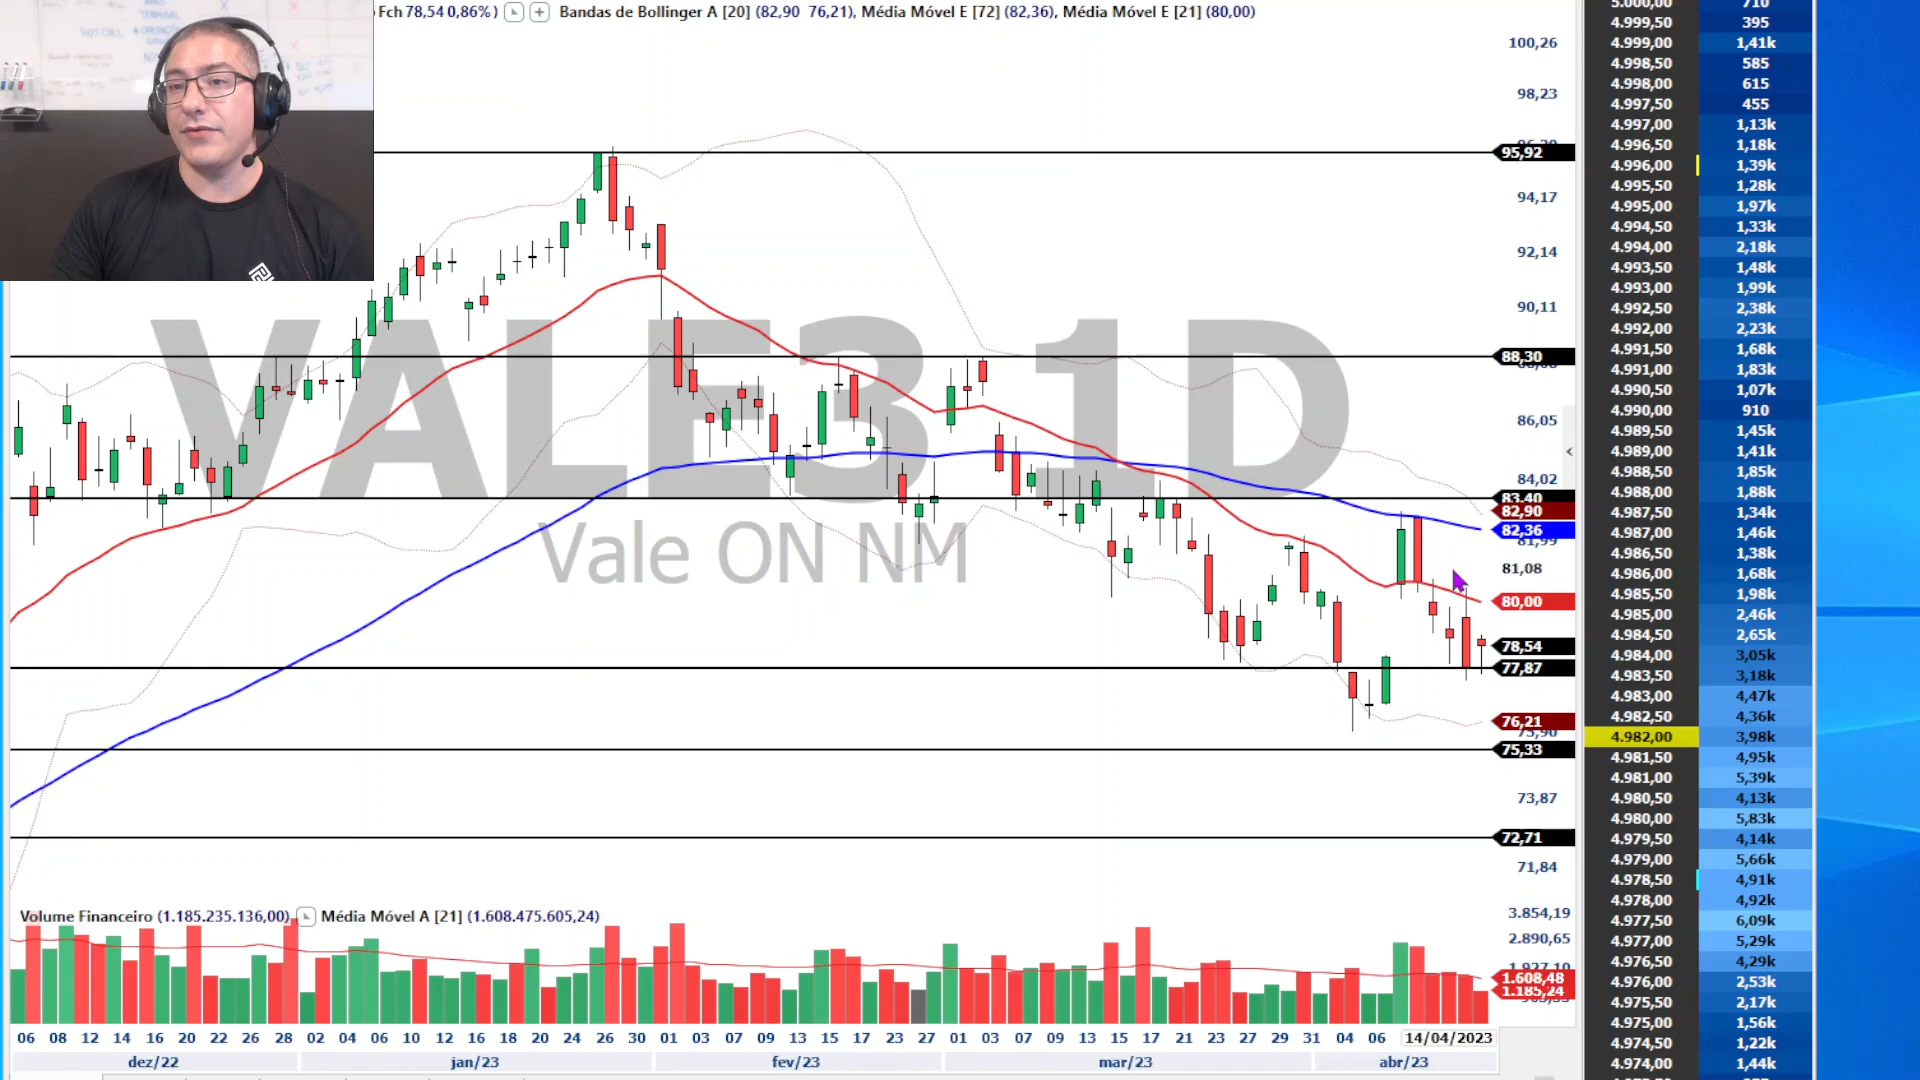 Fch 78,54 0,86% ) Bandas de Bollinger A [20] (82,90 76,21), Média Móvel E [72] (82,36), Média Móvel E [21] (80,00)
100,26
98,23
95,92
94,17
92,14
90,11
88,30
86,05
84,02
83,40
82,90
82,36
81,99
81,08
80,00
78,54
77,87
76,21
75,90
75,33
73,87
72,71
71,84
VALE3 1D
Vale ON NM
Volume Financeiro (1.185.235.136,00) Média Móvel A [21] (1.608.475.605,24)
3.854,19
2.890,65
1.927,10
1.608,48
1.185,24
06 08 12 14 16 20 22 26 28 02 04 06 10 12 16 18 20 24 26 30 01 03 07 09 13 15 17 23 27 01 03 07 09 13 15 17 21 23 27 29 31 04 06 14/04/2023
dez/22 jan/23 fev/23 mar/23 abr/23
5.000,00 710
4.999,50 395
4.999,00 1,41k
4.998,50 585
4.998,00 615
4.997,50 455
4.997,00 1,13k
4.996,50 1,18k
4.996,00 1,39k
4.995,50 1,28k
4.995,00 1,97k
4.994,50 1,33k
4.994,00 2,18k
4.993,50 1,48k
4.993,00 1,99k
4.992,50 2,38k
4.992,00 2,23k
4.991,50 1,68k
4.991,00 1,83k
4.990,50 1,07k
4.990,00 910
4.989,50 1,45k
4.989,00 1,41k
4.988,50 1,85k
4.988,00 1,88k
4.987,50 1,34k
4.987,00 1,46k
4.986,50 1,38k
4.986,00 1,68k
4.985,50 1,98k
4.985,00 2,46k
4.984,50 2,65k
4.984,00 3,05k
4.983,50 3,18k
4.983,00 4,47k
4.982,50 4,36k
4.982,00 3,98k
4.981,50 4,95k
4.981,00 5,39k
4.980,50 4,13k
4.980,00 5,83k
4.979,50 4,14k
4.979,00 5,66k
4.978,50 4,91k
4.978,00 4,92k
4.977,50 6,09k
4.977,00 5,29k
4.976,50 4,29k
4.976,00 2,53k
4.975,50 2,17k
4.975,00 1,56k
4.974,50 1,22k
4.974,00 1,44k